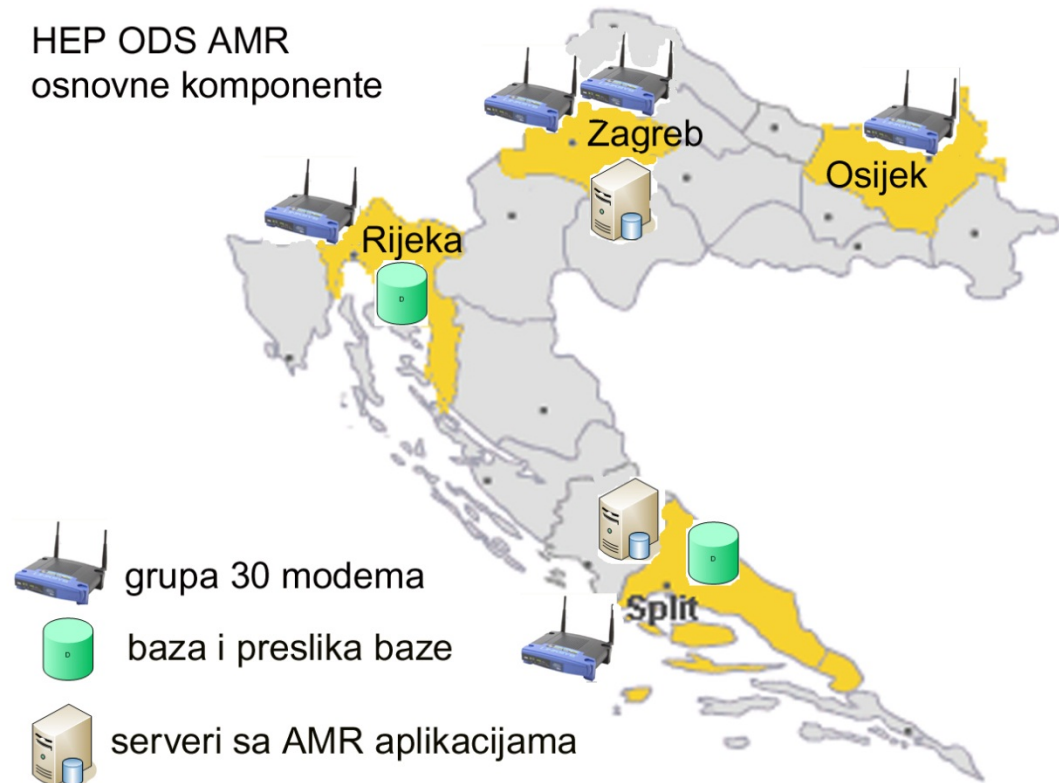 HEP ODS AMR
osnovne komponente
Zagreb
Osijek
Rijeka
D
D
Split
grupa 30 modema
D
baza i preslika baze
serveri sa AMR aplikacijama